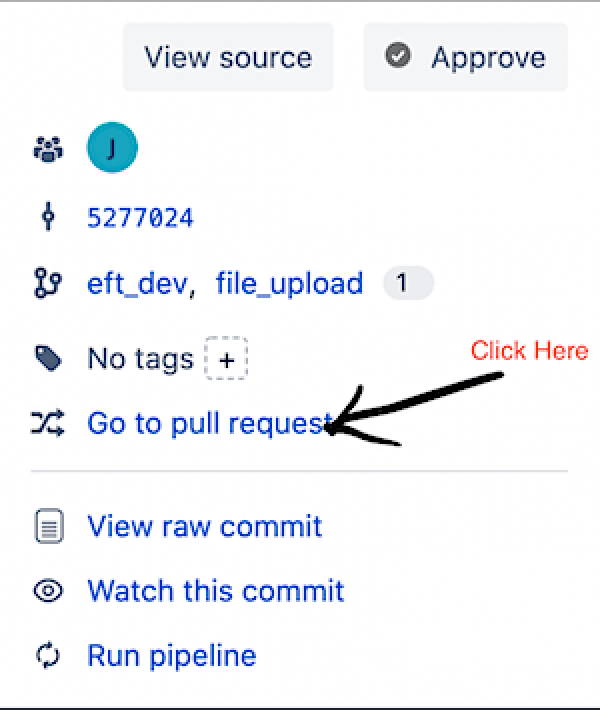 View source
Approve
J
5277024
eft_dev, file_upload 1
No tags +
Click Here
Go to pull request
View raw commit
Watch this commit
Run pipeline